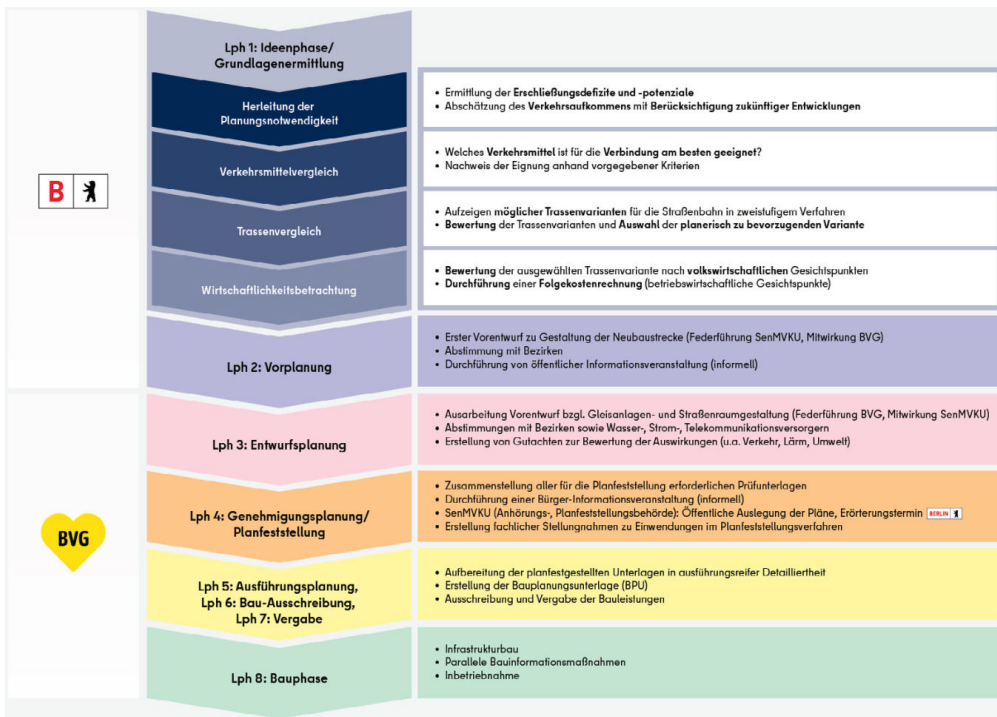 Lph 1: Ideenphase/
Grundlagenermittlung
Herleitung der
Planungsnotwendigkeit
• Ermittlung der Erschließungsdefizite und -potenziale
• Abschätzung des Verkehrsaufkommens mit Berücksichtigung zukünftiger Entwicklungen
Verkehrsmittelvergleich
• Welches Verkehrsmittel ist für die Verbindung am besten geeignet?
• Nachweis der Eignung anhand vorgegebener Kriterien
B
Trassenvergleich
• Aufzeigen möglicher Trassenvarianten für die Straßenbahn in zweistufigem Verfahren
• Bewertung der Trassenvarianten und Auswahl der planerisch zu bevorzugenden Variante
Wirtschaftlichkeitsbetrachtung
• Bewertung der ausgewählten Trassenvariante nach volkswirtschaftlichen Gesichtspunkten
• Durchführung einer Folgekostenrechnung (betriebswirtschaftliche Gesichtspunkte)
Lph 2: Vorplanung
• Erster Vorentwurf zu Gestaltung der Neubaustrecke (Federführung SenMVKU, Mitwirkung BVG)
• Abstimmung mit Bezirken
• Durchführung von öffentlicher Informationsveranstaltung (informell)
Lph 3: Entwurfsplanung
• Ausarbeitung Vorentwurf bzgl. Gleisanlagen- und Straßenraumgestaltung (Federführung BVG, Mitwirkung SenMVKU)
• Abstimmungen mit Bezirken sowie Wasser-, Strom-, Telekommunikationsversorgern
• Erstellung von Gutachten zur Bewertung der Auswirkungen (u.a. Verkehr, Lärm, Umwelt)
BVG
Lph 4: Genehmigungsplanung/
Planfeststellung
• Zusammenstellung aller für die Planfeststellung erforderlichen Prüfunterlagen
• Durchführung einer Bürger-Informationsveranstaltung (informell)
• SenMVKU (Anhörungs-, Planfeststellungsbehörde): Öffentliche Auslegung der Pläne, Erörterungstermin BERLIN
• Erstellung fachlicher Stellungnahmen zu Einwendungen im Planfeststellungsverfahren
Lph 5: Ausführungsplanung,
Lph 6: Bau-Ausschreibung,
Lph 7: Vergabe
• Aufbereitung der planfestgestellten Unterlagen in ausführungsreifer Detailliertheit
• Erstellung der Bauplanungsunterlage (BPU)
• Ausschreibung und Vergabe der Bauleistungen
Lph 8: Bauphase
• Infrastrukturbau
• Parallele Bauinformationsmaßnahmen
• Inbetriebnahme